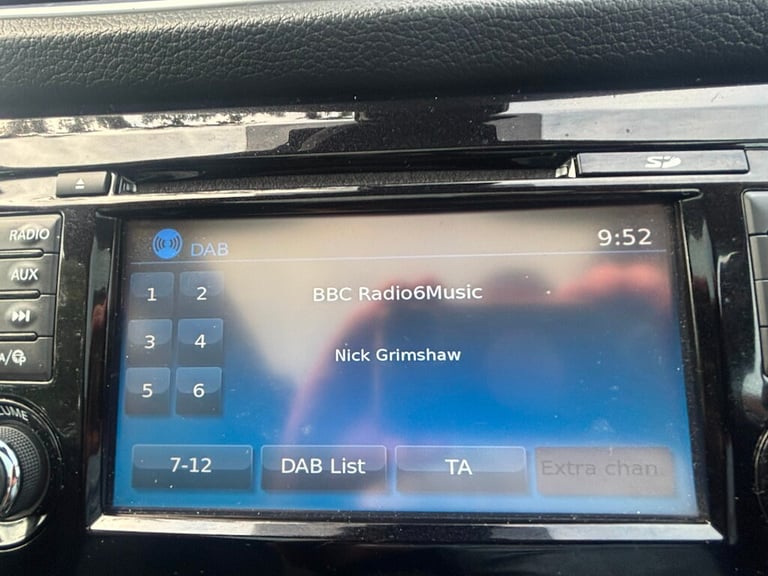 SD
RADIO
AUX
DAB
9:52
1 2
BBC Radio6Music
3 4
Nick Grimshaw
5 6
7-12
DAB List
TA
Extra chan.